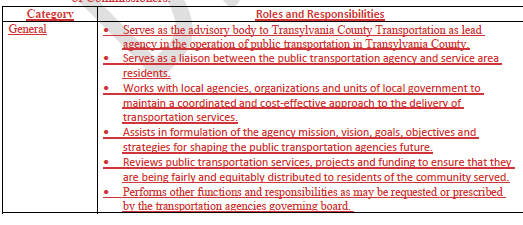 of Commissioners.
Category Roles and Responsibilities
General • Serves as the advisory body to Transylvania County Transportation as lead
agency in the operation of public transportation in Transylvania County.
• Serves as a liaison between the public transportation agency and service area
residents.
• Works with local agencies, organizations and units of local government to
maintain a coordinated and cost-effective approach to the delivery of
transportation services.
• Assists in formulation of the agency mission, vision, goals, objectives and
strategies for shaping the public transportation agencies future.
• Reviews public transportation services, projects and funding to ensure that they
are being fairly and equitably distributed to residents of the community served.
• Performs other functions and responsibilities as may be requested or prescribed
by the transportation agencies governing board.